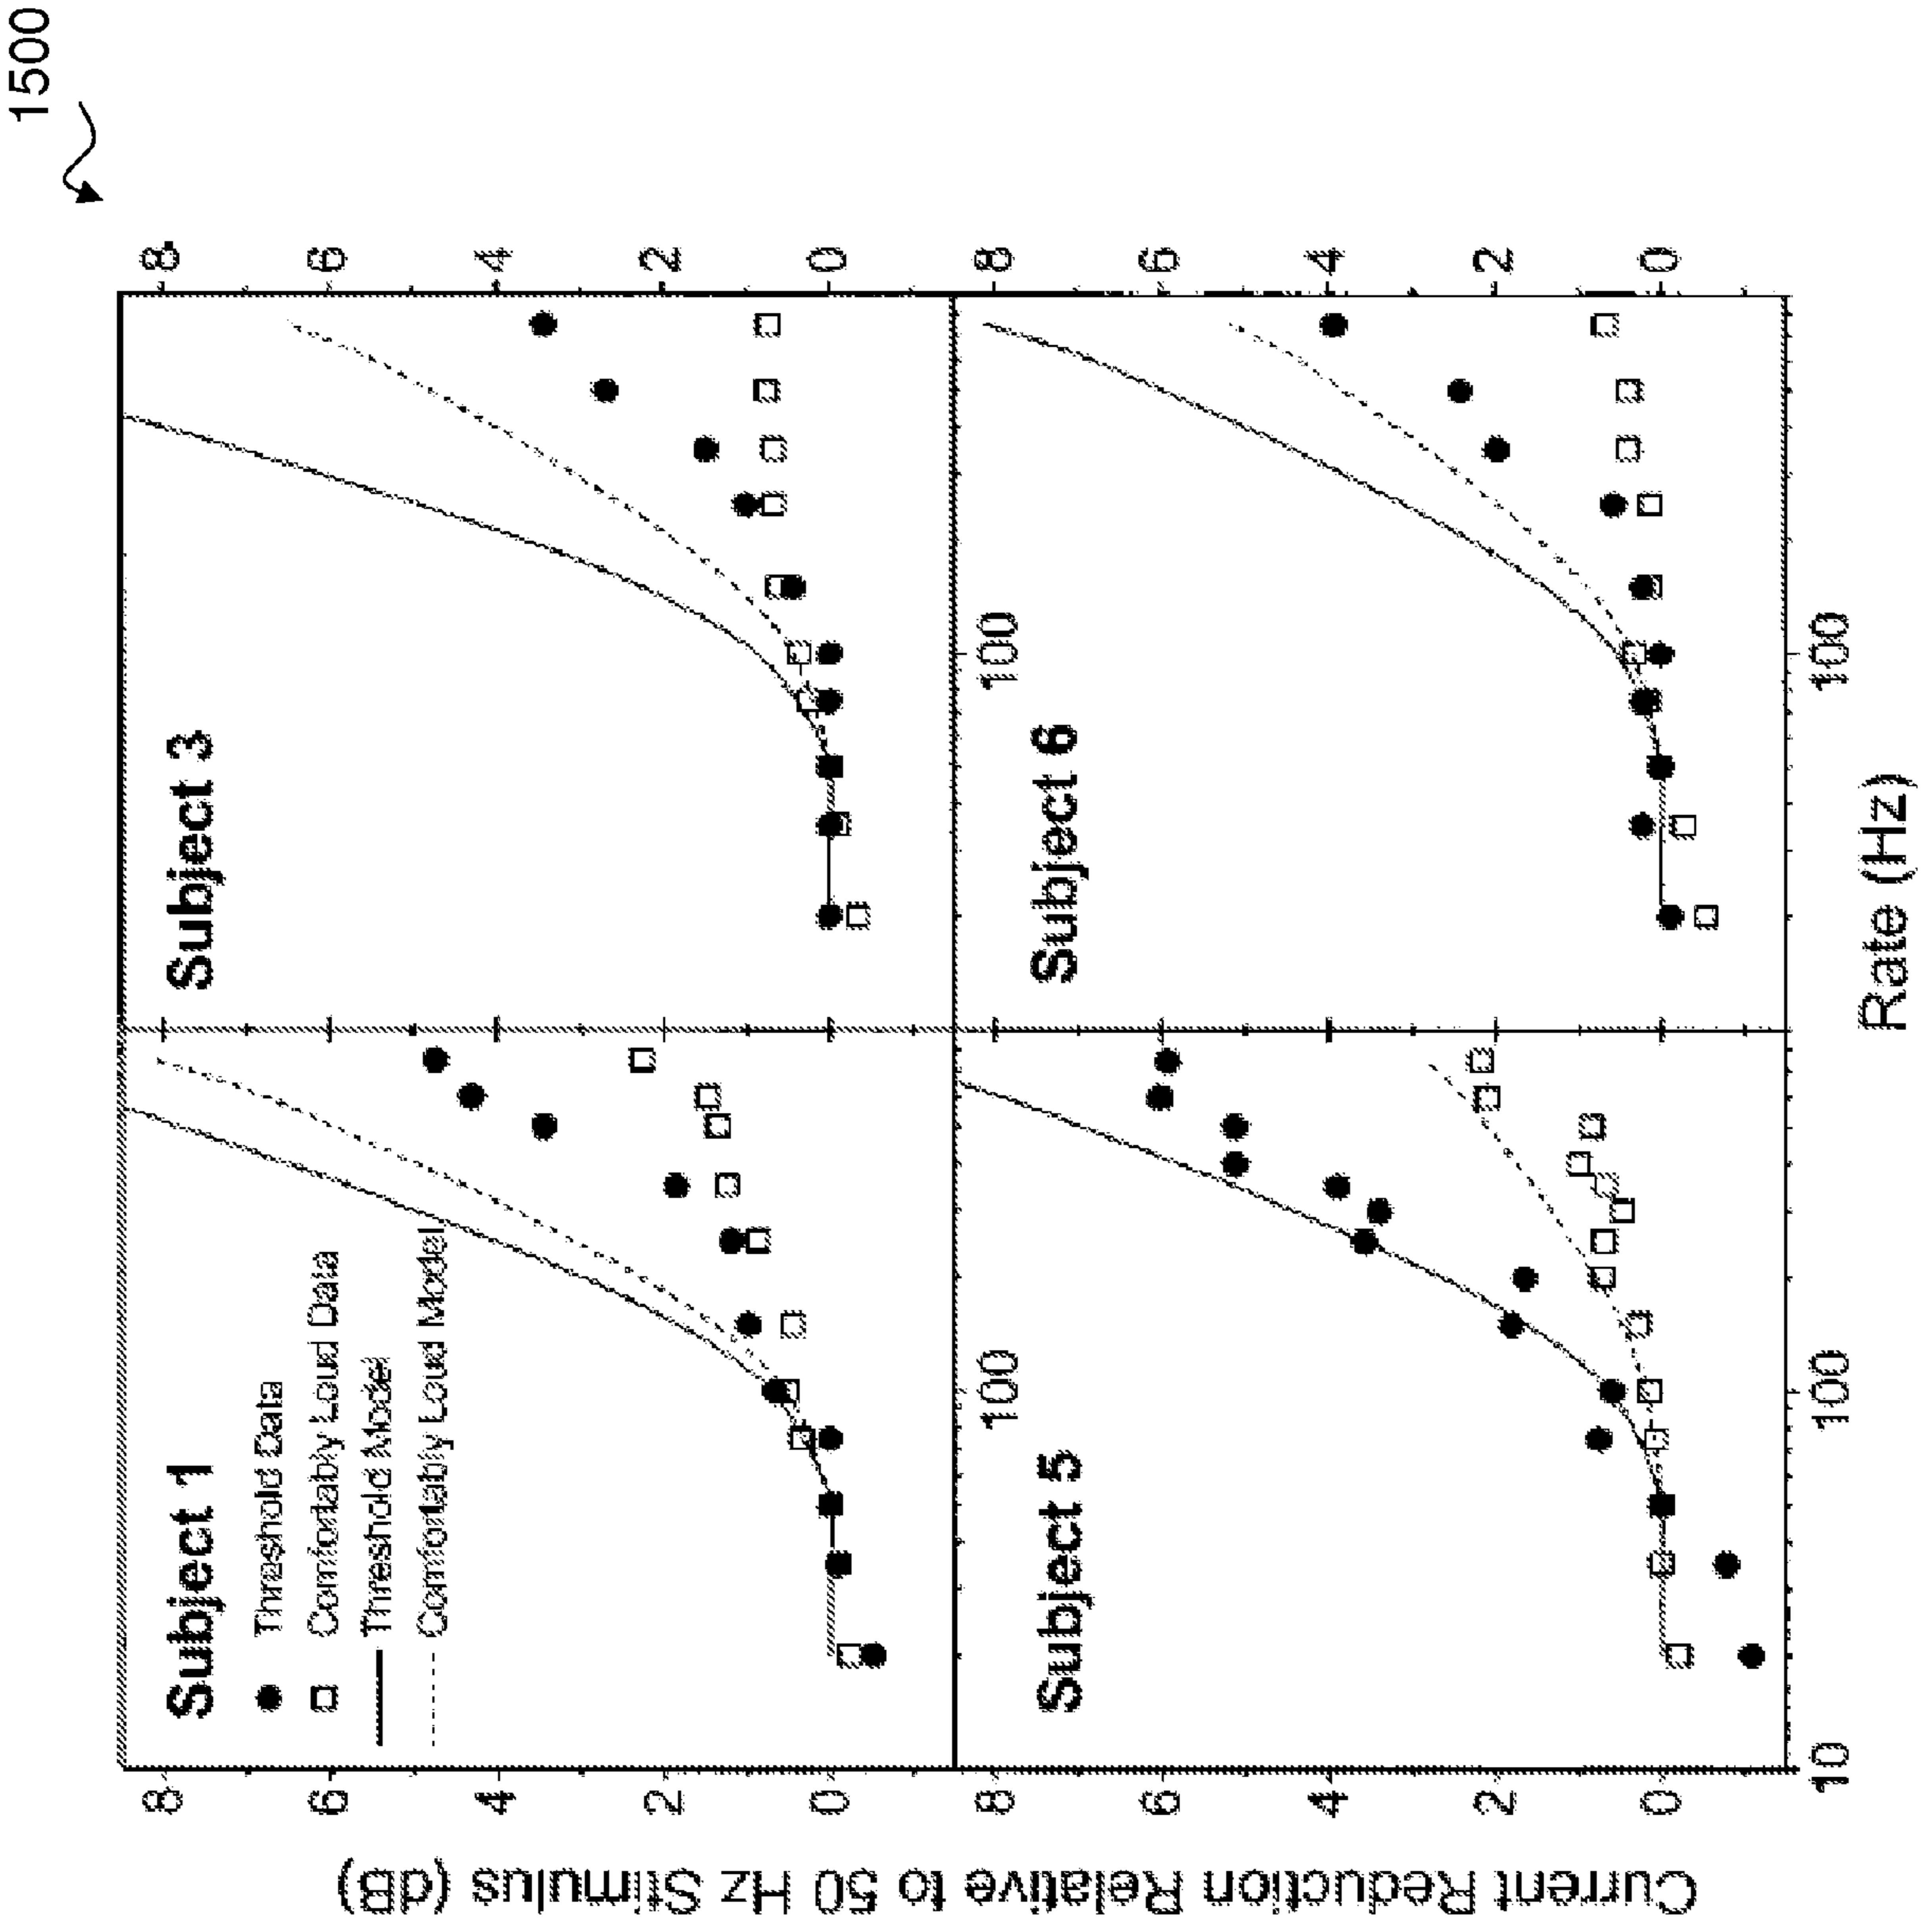 1500
Current Reduction Relative to 50 Hz Stimulus (dB)
8
6
4
2
0
Subject 1
Threshold Data
Comfortably Loud Data
Threshold Model
Comfortably Loud Model
100
Subject 3
8
6
4
2
0
100
8
6
4
2
0
Subject 5
10
100
Subject 6
8
6
4
2
0
100
Rate (Hz)